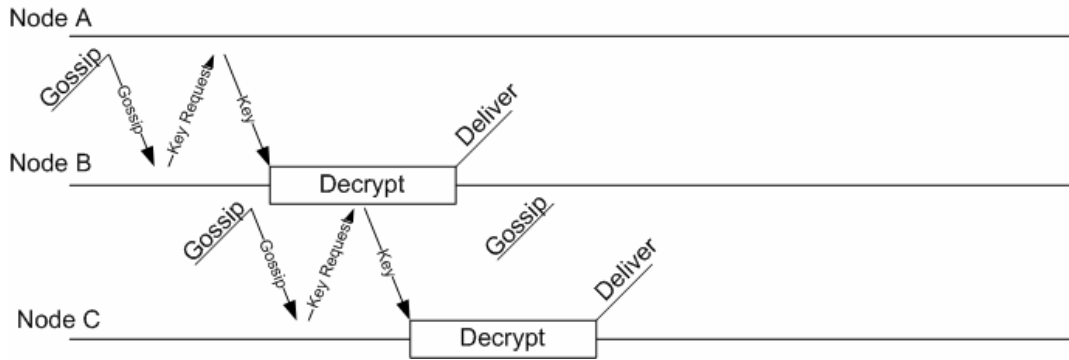 Node A
Gossip
Gossip
Key Request
Key
Deliver
Node B
Decrypt
Gossip
Gossip
Key Request
Key
Gossip
Deliver
Node C
Decrypt